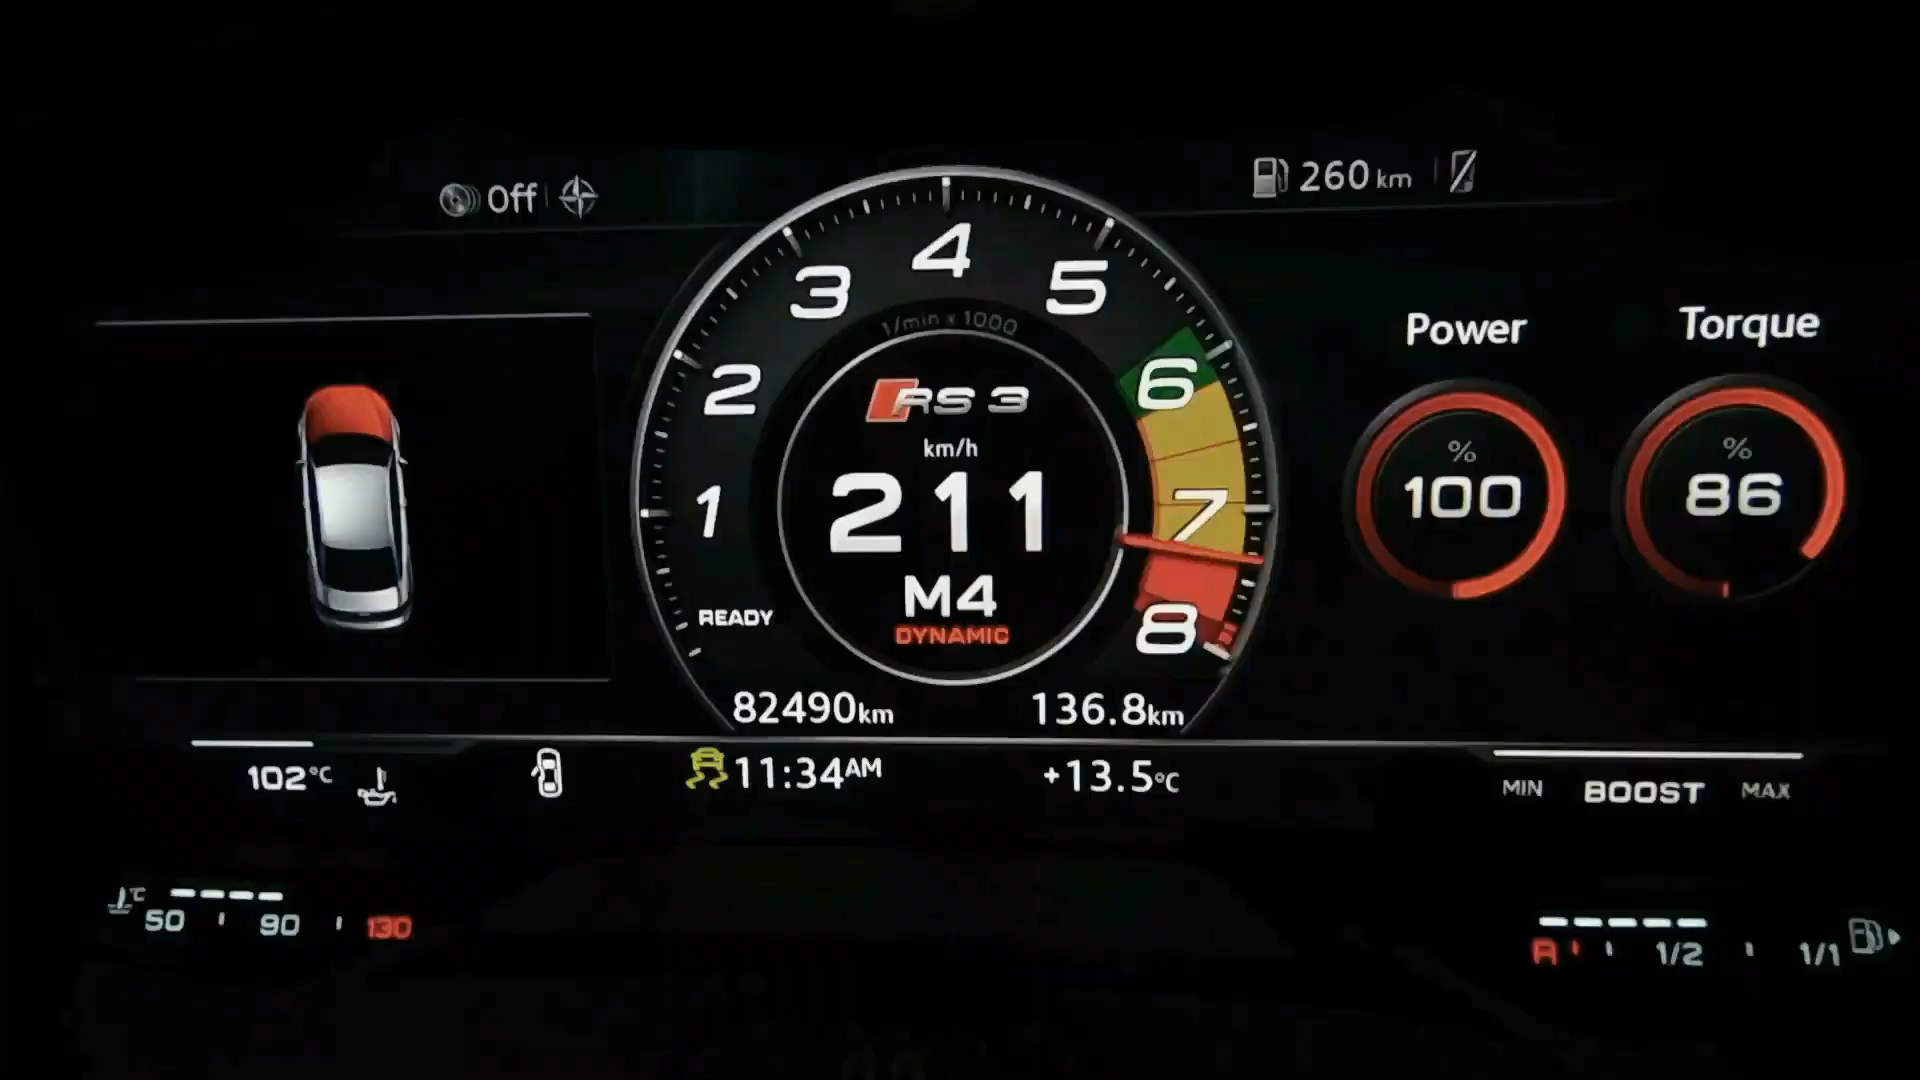 Off
260 km
4
3
5
1/min x 1000
2
6
RS 3
km/h
1
211
7
M4
READY
DYNAMIC
8
82490km
136.8km
Power
%
100
Torque
%
86
102°C
11:34AM
+13.5°C
MIN BOOST MAX
°C
50 90 130
R 1/2 1/1